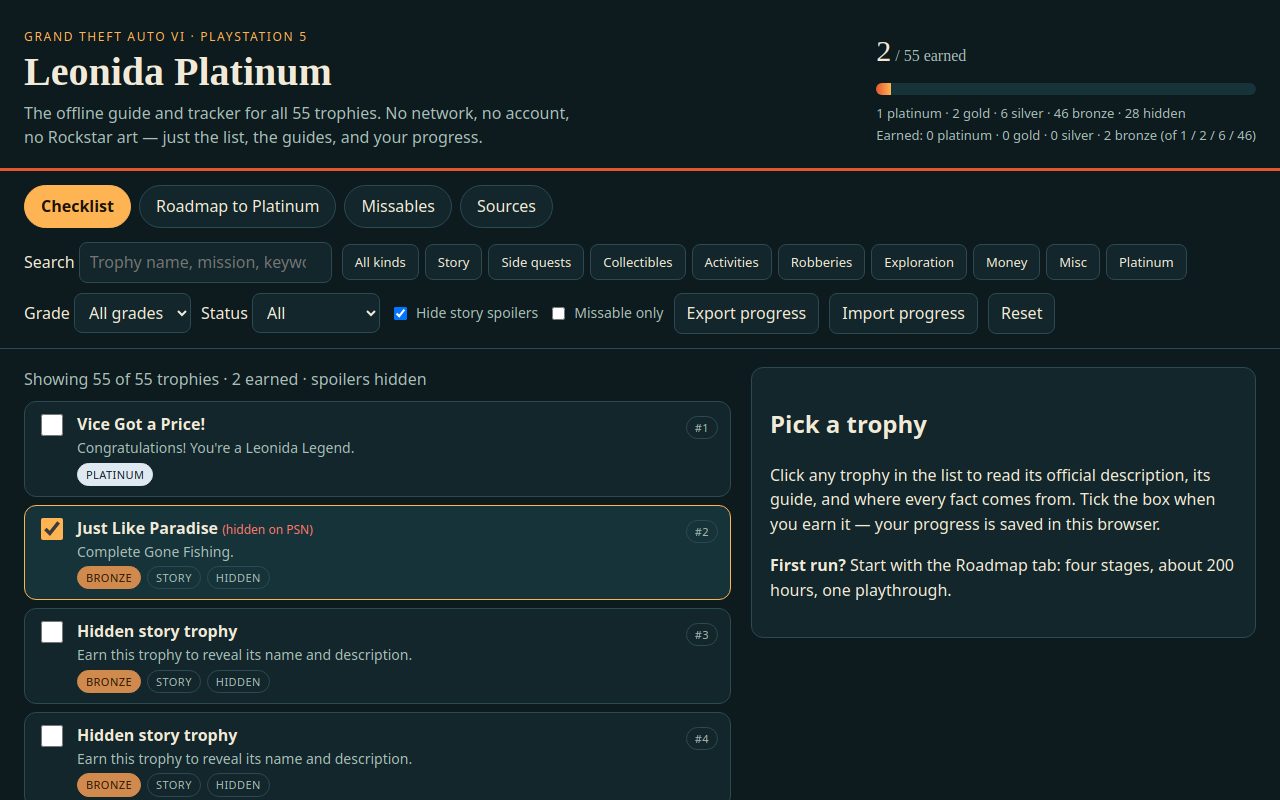 GRAND THEFT AUTO VI · PLAYSTATION 5
Leonida Platinum
The offline guide and tracker for all 55 trophies. No network, no account,
no Rockstar art — just the list, the guides, and your progress.
2 / 55 earned
1 platinum · 2 gold · 6 silver · 46 bronze · 28 hidden
Earned: 0 platinum · 0 gold · 0 silver · 2 bronze (of 1 / 2 / 6 / 46)
Checklist
Roadmap to Platinum
Missables
Sources
Search
Trophy name, mission, keywo
All kinds
Story
Side quests
Collectibles
Activities
Robberies
Exploration
Money
Misc
Platinum
Grade
All grades
Status
All
Hide story spoilers
Missable only
Export progress
Import progress
Reset
Showing 55 of 55 trophies · 2 earned · spoilers hidden
Vice Got a Price!
#1
Congratulations! You're a Leonida Legend.
PLATINUM
Just Like Paradise (hidden on PSN)
#2
Complete Gone Fishing.
BRONZE
STORY
HIDDEN
Hidden story trophy
#3
Earn this trophy to reveal its name and description.
BRONZE
STORY
HIDDEN
Hidden story trophy
#4
Earn this trophy to reveal its name and description.
BRONZE
STORY
HIDDEN
Pick a trophy
Click any trophy in the list to read its official description, its
guide, and where every fact comes from. Tick the box when
you earn it — your progress is saved in this browser.
First run? Start with the Roadmap tab: four stages, about 200
hours, one playthrough.